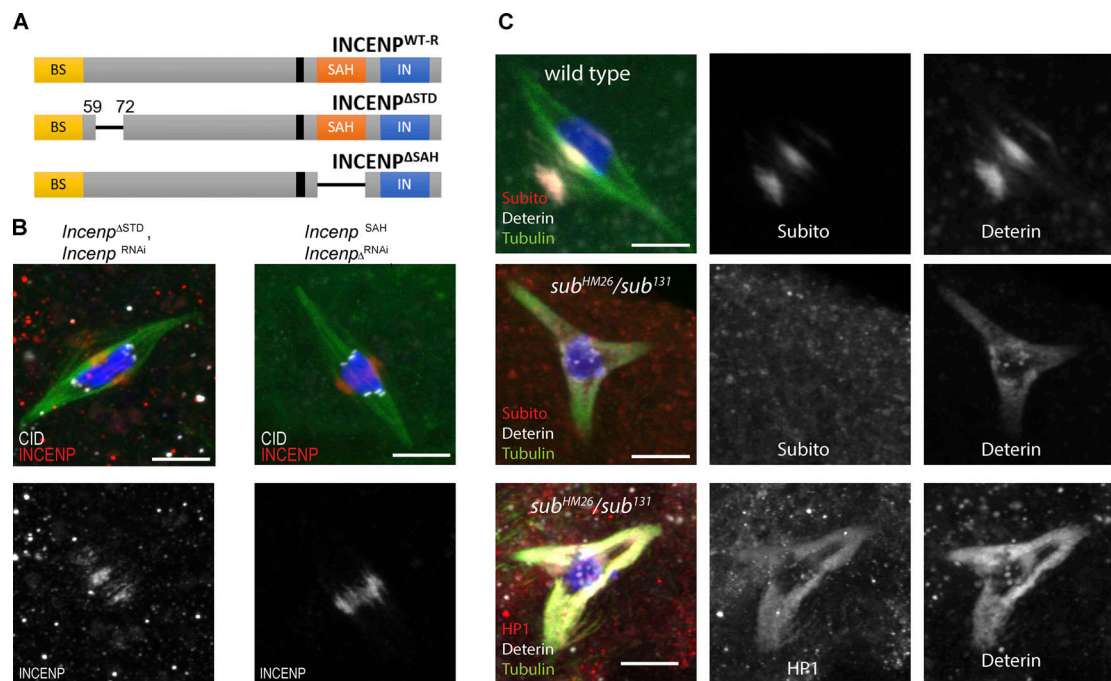 A
INCENP^WT-R
BS SAH IN
INCENP^ΔSTD
59 72
BS SAH IN
INCENP^ΔSAH
BS IN
B
Incenp^ΔSTD, Incenp^SAH
Incenp^RNAi Incenp_Δ^RNAi,
CID CID
INCENP INCENP
INCENP INCENP
C
wild type
Subito
Deterin
Tubulin
Subito
Deterin
sub^HM26/sub^131
Subito
Deterin
Tubulin
Subito
Deterin
sub^HM26/sub^131
HP1
Deterin
Tubulin
HP1
Deterin